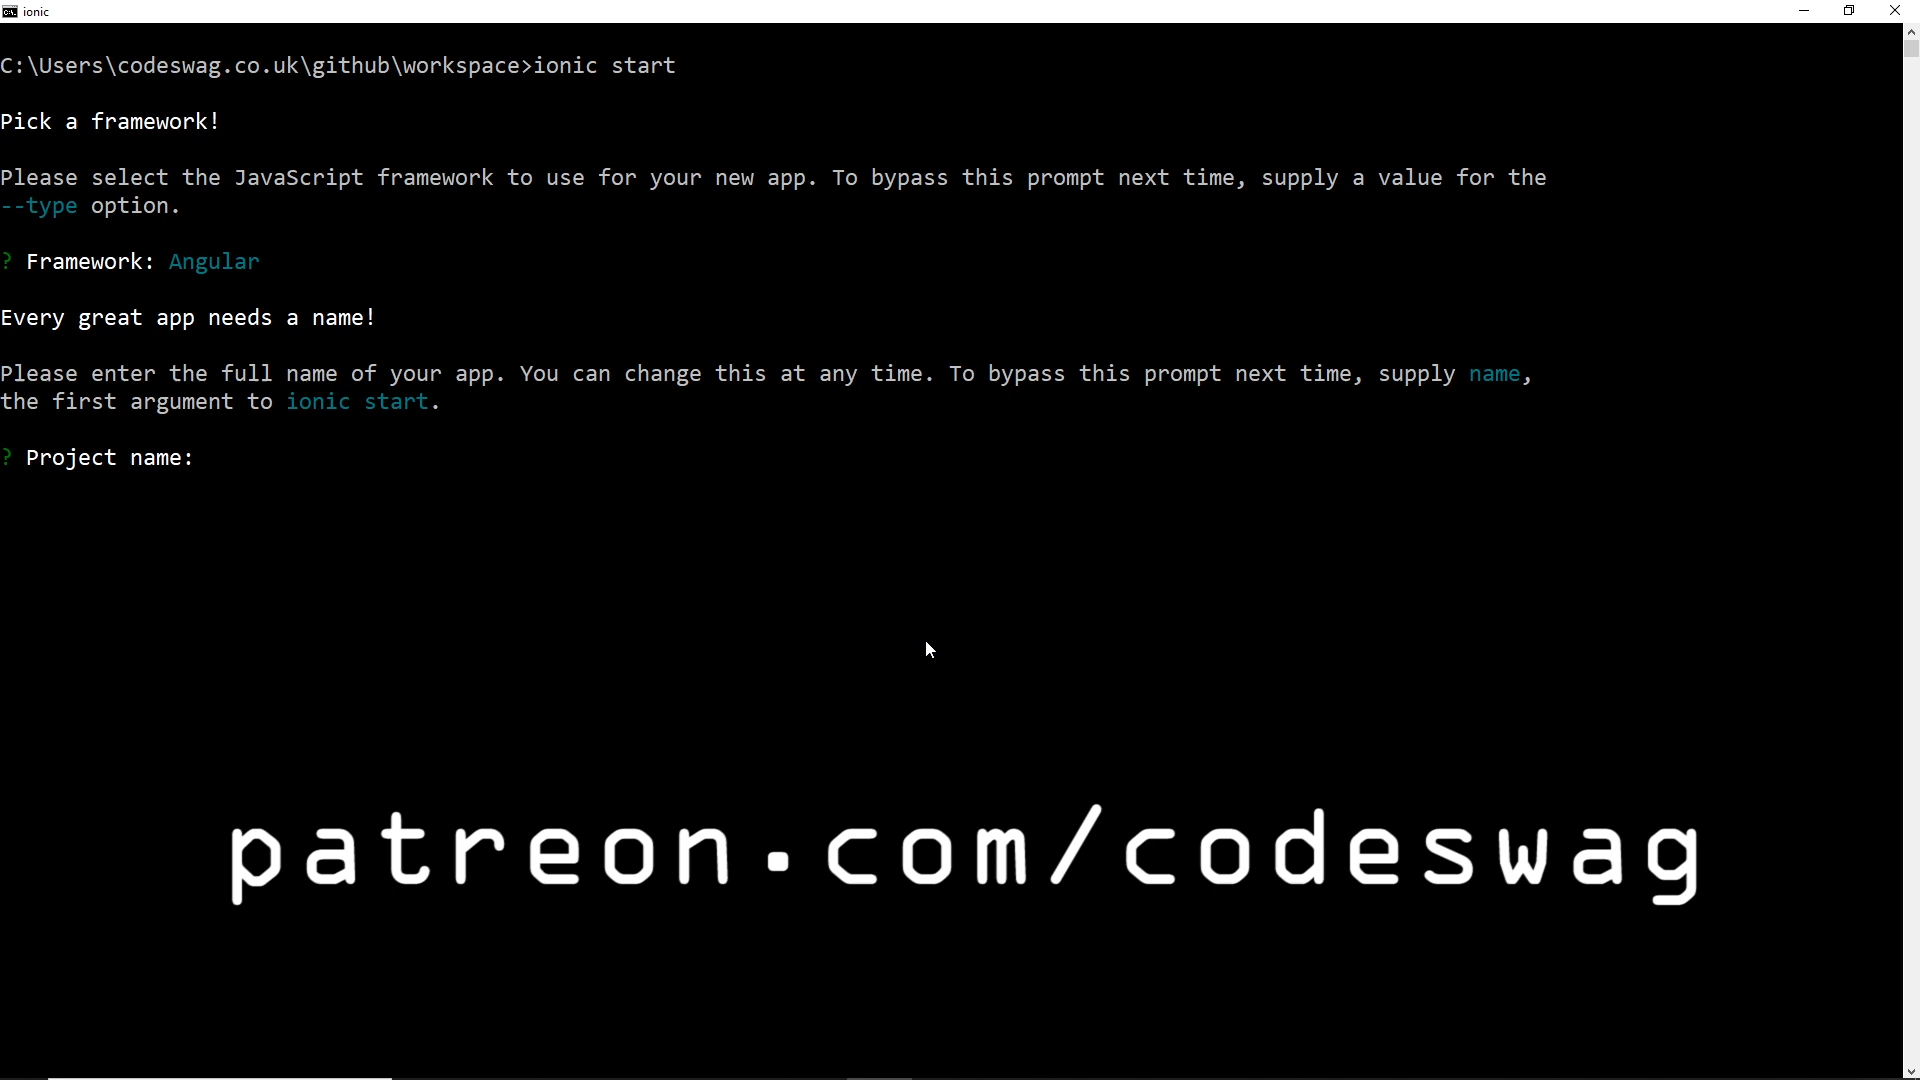 ionic
C:\Users\codeswag.co.uk\github\workspace>ionic start
Pick a framework!
Please select the JavaScript framework to use for your new app. To bypass this prompt next time, supply a value for the
--type option.
? Framework: Angular
Every great app needs a name!
Please enter the full name of your app. You can change this at any time. To bypass this prompt next time, supply name,
the first argument to ionic start.
? Project name:
patreon.com/codeswag